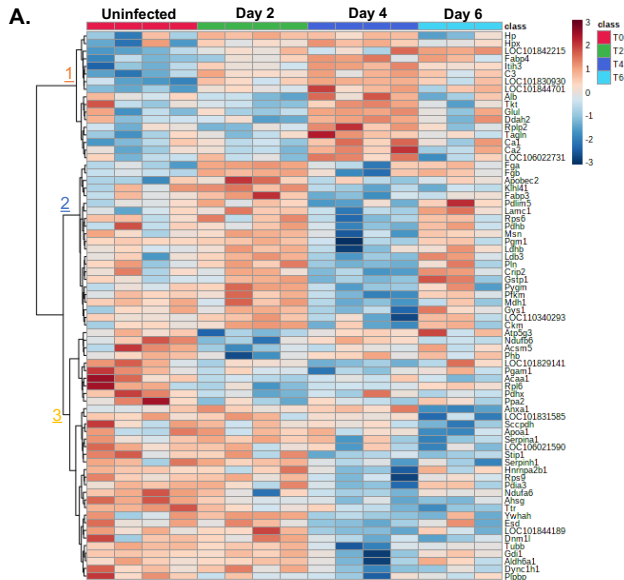 A.
Uninfected Day 2 Day 4 Day 6
class
Hp
Hpx
LOC101842215
Fabp4
Itih3
C3
LOC101830930
LOC101844701
Alb
Tkt
Glul
Ddah2
Rplp2
Tagln
Ca1
Ca2
LOC106022731
Fga
Fgb
Apobec2
Klhl41
Fabp3
Pdlim5
Lamc1
Rps6
Pdhb
Msn
Pgm1
Ldhb
Ldb3
Pln
Crip2
Gstp1
Pygm
Pfkm
Mdh1
Gys1
LOC110340293
Ckm
Atp5g3
Ndufb6
Acsm5
Phb
LOC101829141
Pgam1
Acaa1
Rpl6
Pdhx
Ppa2
Anxa1
LOC101831585
Sccpdh
Apoa1
Serpina1
LOC106021590
Stip1
Serpinh1
Hnrnpa2b1
Rps9
Pdia3
Ndufa6
Ahsg
Ttr
Ywhah
Esd
LOC101844189
Dnm1l
Tubb
Gdi1
Aldh6a1
Dync1h1
Plpbp
1
2
3
3
2
1
0
-1
-2
-3
class
T0
T2
T4
T6